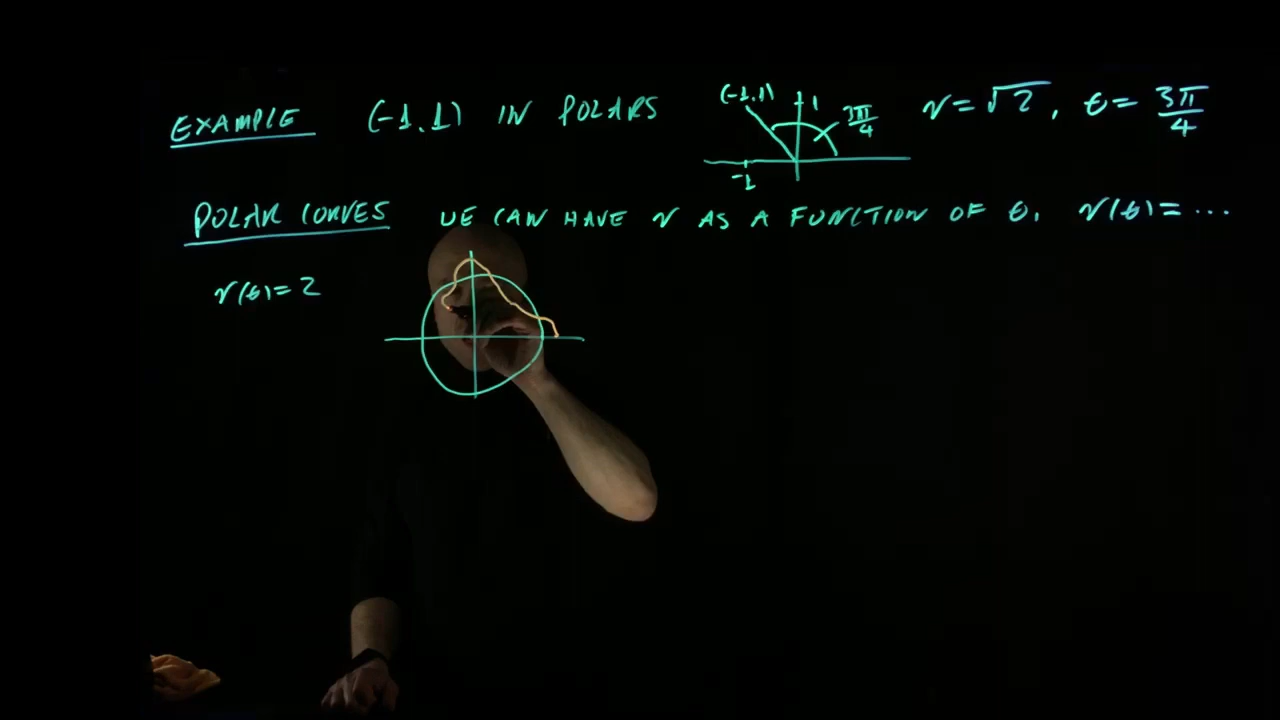 EXAMPLE (-1,1) IN POLARS (-1,1) 1 3π/4 -1 r=√2, θ=3π/4
POLAR CURVES WE CAN HAVE r AS A FUNCTION OF θ. r(θ)=...
r(θ)=2